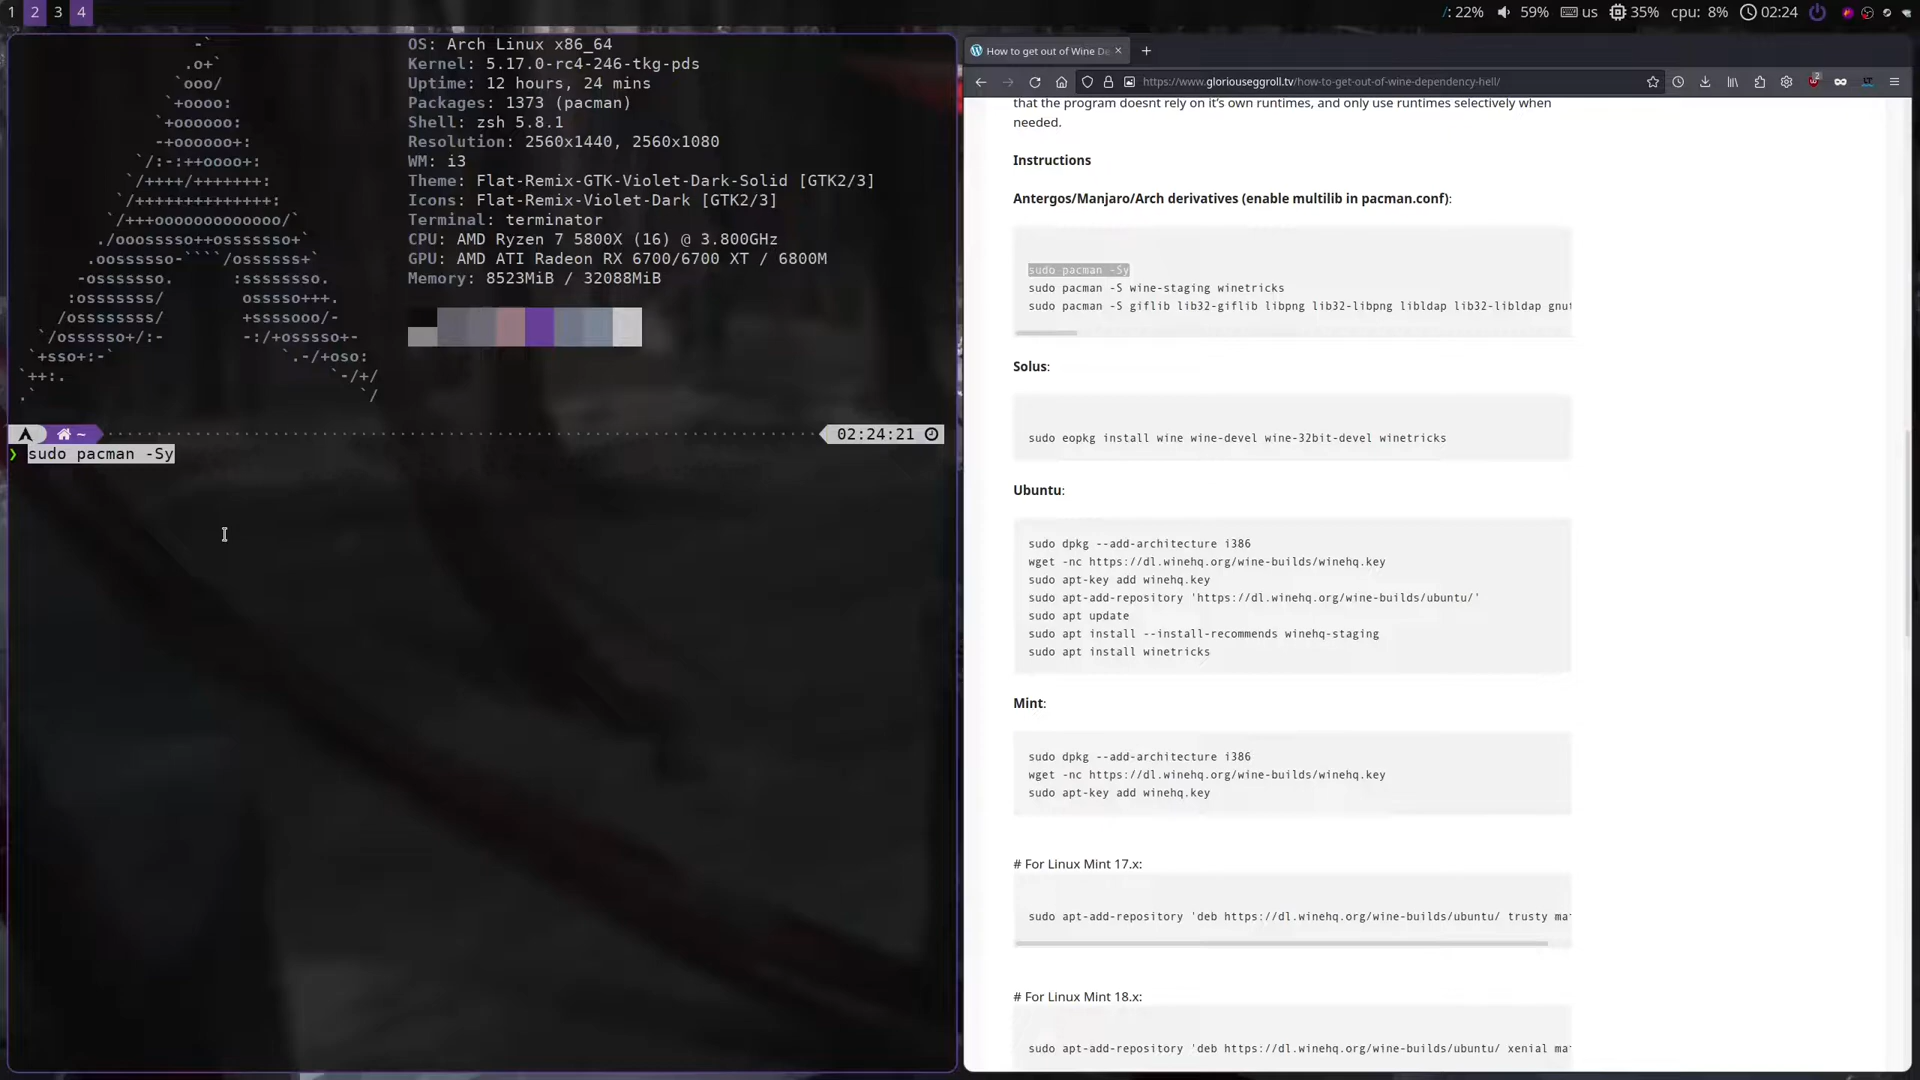 1 2 3 4
/: 22% 59% us 35% cpu: 8% 02:24
OS: Arch Linux x86_64
Kernel: 5.17.0-rc4-246-tkg-pds
Uptime: 12 hours, 24 mins
Packages: 1373 (pacman)
Shell: zsh 5.8.1
Resolution: 2560x1440, 2560x1080
WM: i3
Theme: Flat-Remix-GTK-Violet-Dark-Solid [GTK2/3]
Icons: Flat-Remix-Violet-Dark [GTK2/3]
Terminal: terminator
CPU: AMD Ryzen 7 5800X (16) @ 3.800GHz
GPU: AMD ATI Radeon RX 6700/6700 XT / 6800M
Memory: 8523MiB / 32088MiB
~ 02:24:21
❯ sudo pacman -Sy
How to get out of Wine De
https://www.gloriouseggroll.tv/how-to-get-out-of-wine-dependency-hell/
2
that the program doesnt rely on it’s own runtimes, and only use runtimes selectively when
needed.
Instructions
Antergos/Manjaro/Arch derivatives (enable multilib in pacman.conf):
sudo pacman -Sy
sudo pacman -S wine-staging winetricks
sudo pacman -S giflib lib32-giflib libpng lib32-libpng libldap lib32-libldap gnut
Solus:
sudo eopkg install wine wine-devel wine-32bit-devel winetricks
Ubuntu:
sudo dpkg --add-architecture i386
wget -nc https://dl.winehq.org/wine-builds/winehq.key
sudo apt-key add winehq.key
sudo apt-add-repository 'https://dl.winehq.org/wine-builds/ubuntu/'
sudo apt update
sudo apt install --install-recommends winehq-staging
sudo apt install winetricks
Mint:
sudo dpkg --add-architecture i386
wget -nc https://dl.winehq.org/wine-builds/winehq.key
sudo apt-key add winehq.key
# For Linux Mint 17.x:
sudo apt-add-repository 'deb https://dl.winehq.org/wine-builds/ubuntu/ trusty ma
# For Linux Mint 18.x:
sudo apt-add-repository 'deb https://dl.winehq.org/wine-builds/ubuntu/ xenial ma